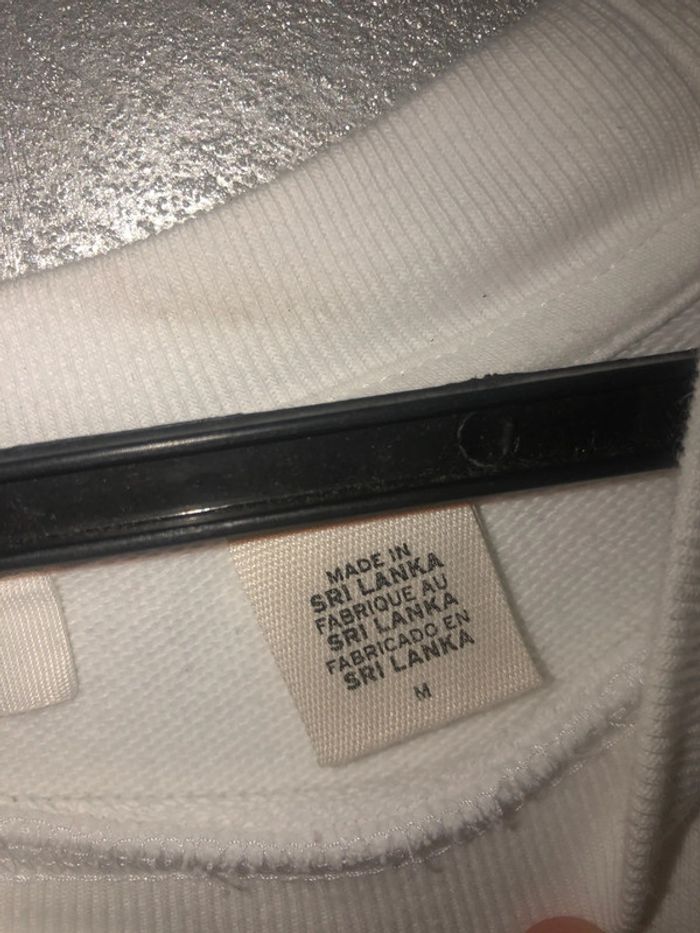 MADE IN
SRI LANKA
FABRIQUE AU
SRI LANKA
FABRICADO EN
SRI LANKA
M